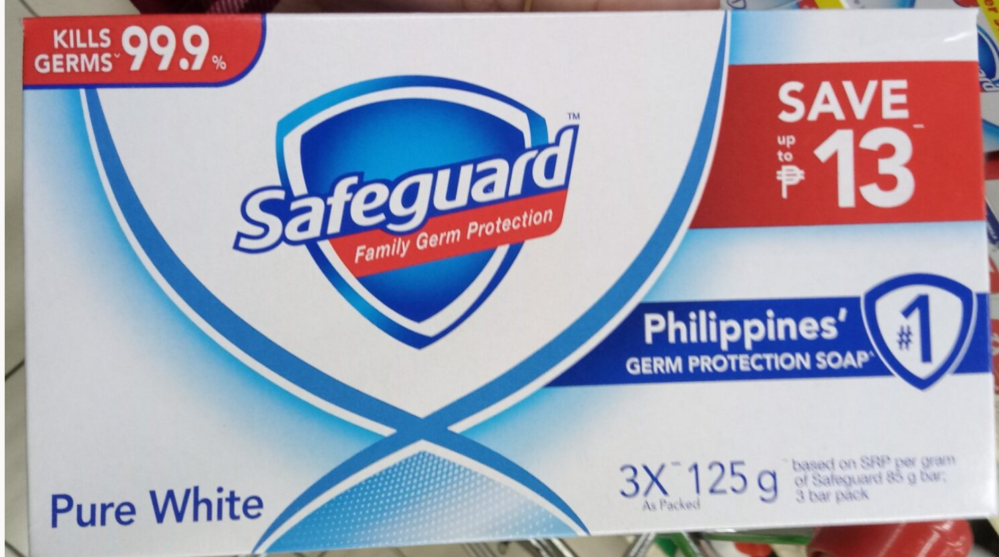 KILLS
GERMSˇ 99.9%
SAVE
up
to
₱13~
Safeguard™
Family Germ Protection
Philippines'
GERM PROTECTION SOAP^
#1
Pure White
3X~125 g
As Packed
~based on SRP per gram
of Safeguard 85 g bar;
3 bar pack